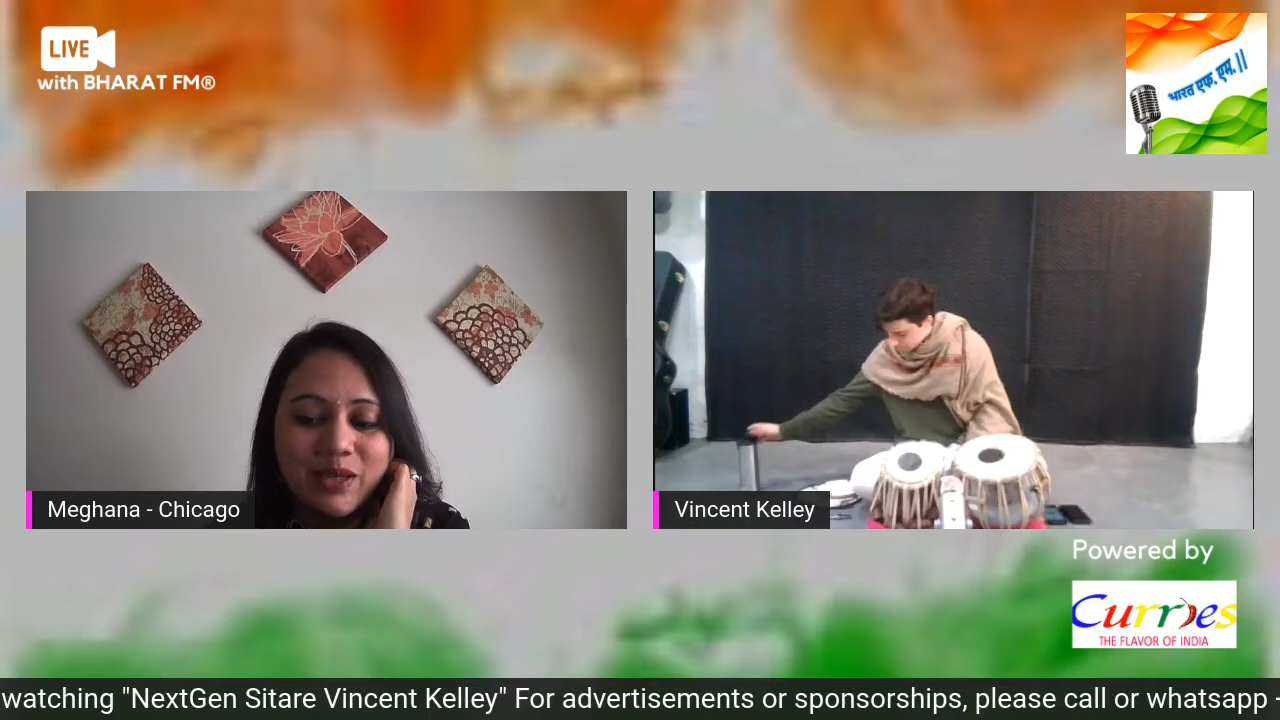 LIVE
with BHARAT FM®
भारत एफ. एम.||
Meghana - Chicago
Vincent Kelley
Powered by
Curries
THE FLAVOR OF INDIA
watching "NextGen Sitare Vincent Kelley" For advertisements or sponsorships, please call or whatsapp -